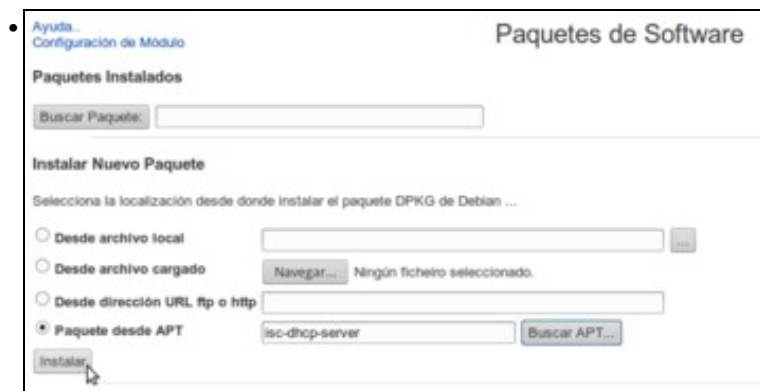 Ayuda..
Configuración de Módulo
Paquetes de Software
Paquetes Instalados
Buscar Paquete:
Instalar Nuevo Paquete
Selecciona la localización desde donde instalar el paquete DPKG de Debian ...
Desde archivo local
...
Desde archivo cargado Navegar... Ningún ficheiro seleccionado.
Desde dirección URL ftp o http
Paquete desde APT isc-dhcp-server Buscar APT...
Instalar